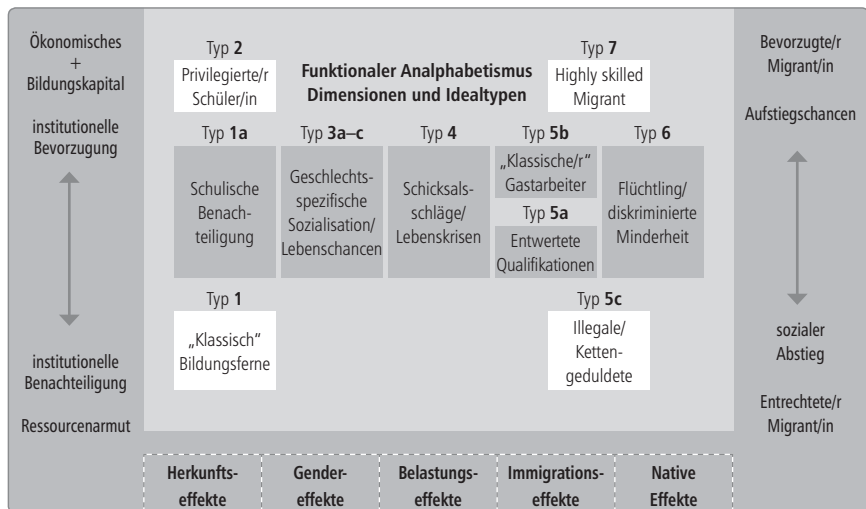 Ökonomisches
+
Bildungskapital
institutionelle
Bevorzugung
institutionelle
Benachteiligung
Ressourcenarmut
Funktionaler Analphabetismus
Dimensionen und Idealtypen
Typ 2
Privilegierte/r
Schüler/in
Typ 7
Highly skilled
Migrant
Typ 1a
Schulische
Benach-
teiligung
Typ 3a–c
Geschlechts-
spezifische
Sozialisation/
Lebenschancen
Typ 4
Schicksals-
schläge/
Lebenskrisen
Typ 5b
„Klassische/r“
Gastarbeiter
Typ 5a
Entwertete
Qualifikationen
Typ 6
Flüchtling/
diskriminierte
Minderheit
Typ 1
„Klassisch“
Bildungsferne
Typ 5c
Illegale/
Ketten-
geduldete
Bevorzugte/r
Migrant/in
Aufstiegschancen
sozialer
Abstieg
Entrechtete/r
Migrant/in
Herkunfts-
effekte
Gender-
effekte
Belastungs-
effekte
Immigrations-
effekte
Native
Effekte